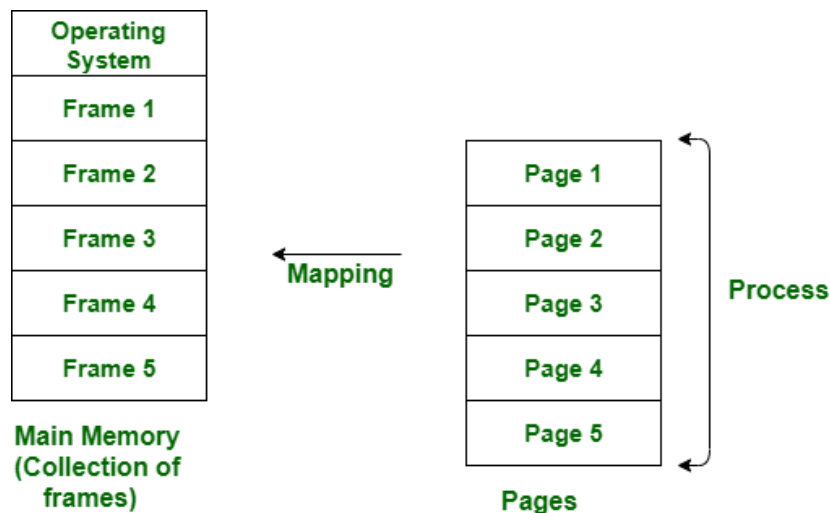 Operating
System
Frame 1
Frame 2
Frame 3
Frame 4
Frame 5
Main Memory
(Collection of
frames)
Mapping
Page 1
Page 2
Page 3
Page 4
Page 5
Pages
Process